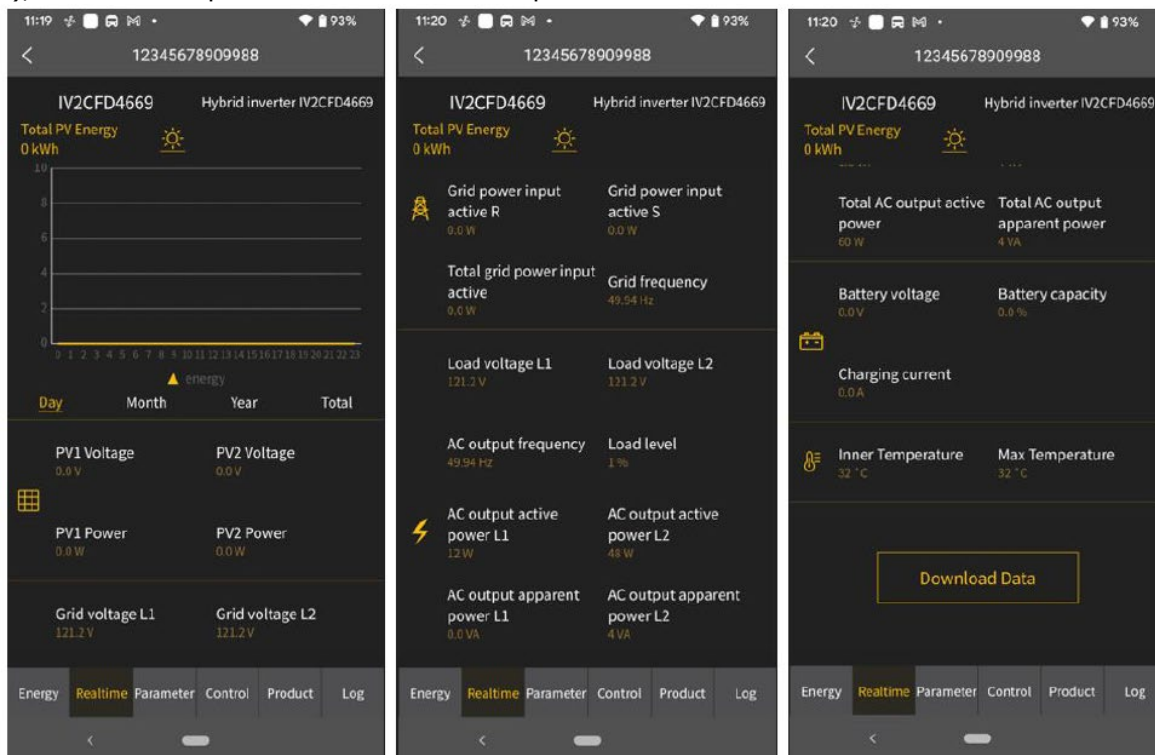 11:19
93%
12345678909988
IV2CFD4669
Hybrid inverter IV2CFD4669
Total PV Energy
0 kWh
10
8
6
4
2
0
0 1 2 3 4 5 6 7 8 9 10 11 12 13 14 15 16 17 18 19 20 21 22 23
energy
Day Month Year Total
PV1 Voltage
0.0 V
PV2 Voltage
0.0 V
PV1 Power
0.0 W
PV2 Power
0.0 W
Grid voltage L1
121.2 V
Grid voltage L2
121.2 V
Energy Realtime Parameter Control Product Log
11:20
93%
12345678909988
IV2CFD4669
Hybrid inverter IV2CFD4669
Total PV Energy
0 kWh
Grid power input
active R
0.0 W
Grid power input
active S
0.0 W
Total grid power input
active
0.0 W
Grid frequency
49.94 Hz
Load voltage L1
121.2 V
Load voltage L2
121.2 V
AC output frequency
49.94 Hz
Load level
1 %
AC output active
power L1
12 W
AC output active
power L2
48 W
AC output apparent
power L1
0.0 VA
AC output apparent
power L2
4 VA
Energy Realtime Parameter Control Product Log
11:20
93%
12345678909988
IV2CFD4669
Hybrid inverter IV2CFD4669
Total PV Energy
0 kWh
Total AC output active
power
60 W
Total AC output
apparent power
4 VA
Battery voltage
0.0 V
Battery capacity
0.0 %
Charging current
0.0 A
Inner Temperature
32 °C
Max Temperature
32 °C
Download Data
Energy Realtime Parameter Control Product Log